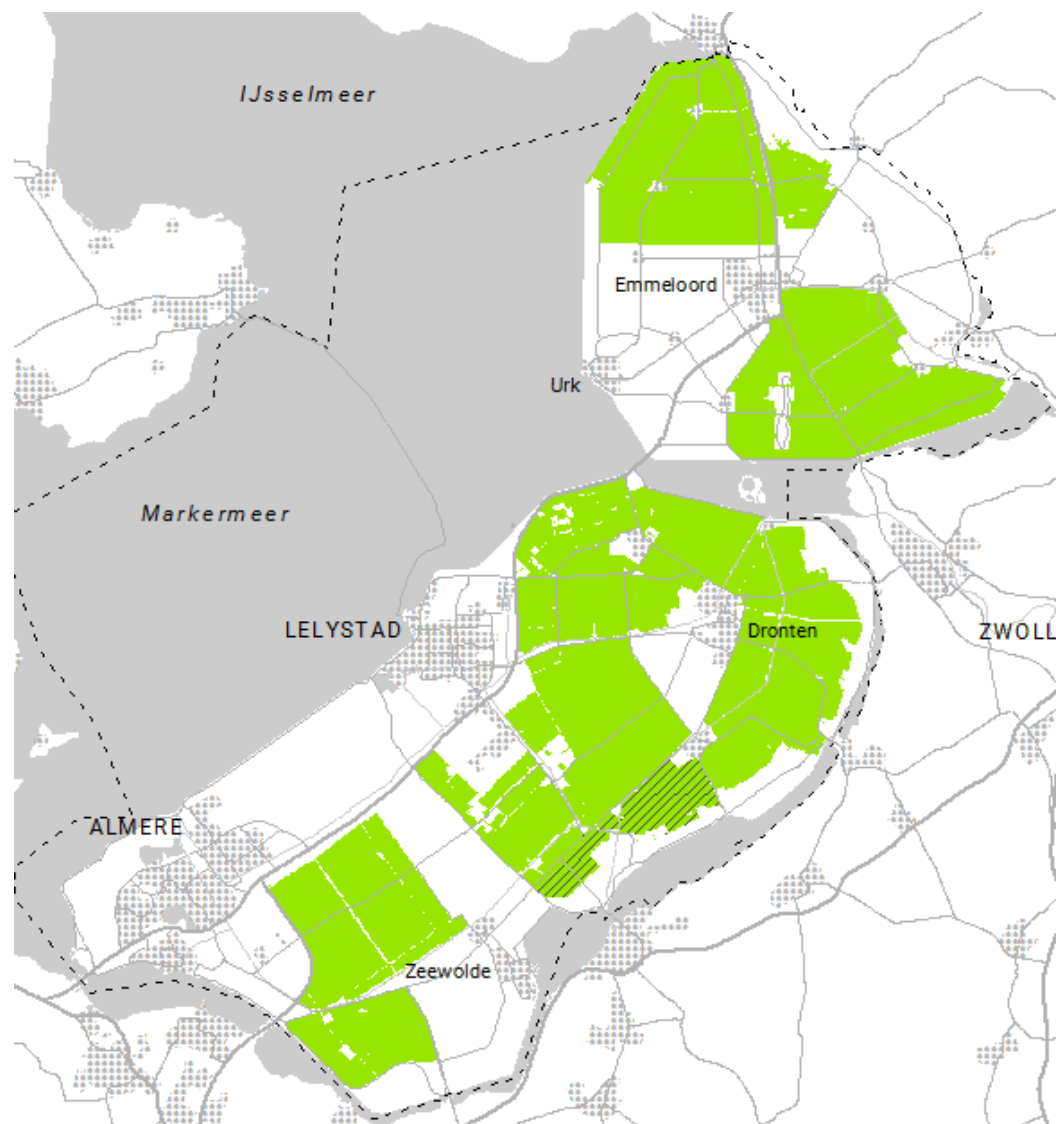 IJsselmeer
Emmeloord
Urk
Markermeer
LELYSTAD
Dronten
ZWOLL
ALMERE
Zeewolde